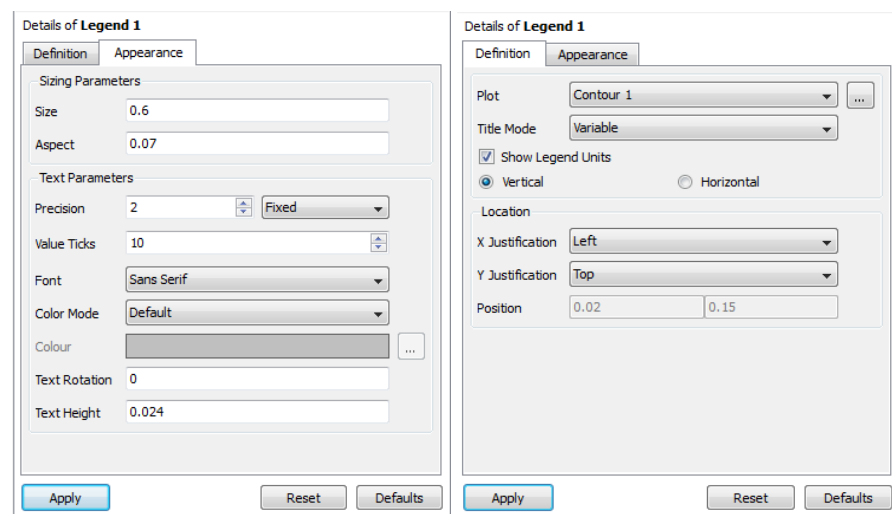 Details of Legend 1
Definition Appearance
Sizing Parameters
Size 0.6
Aspect 0.07
Text Parameters
Precision 2 Fixed
Value Ticks 10
Font Sans Serif
Color Mode Default
Colour ...
Text Rotation 0
Text Height 0.024
Apply Reset Defaults
Details of Legend 1
Definition Appearance
Plot Contour 1 ...
Title Mode Variable
Show Legend Units
Vertical Horizontal
Location
X Justification Left
Y Justification Top
Position 0.02 0.15
Apply Reset Defaults